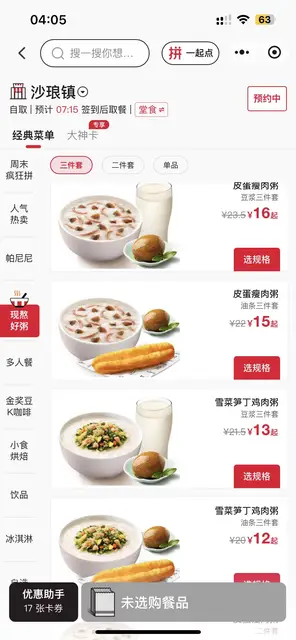 04:05
63
搜一搜你想...
拼 一起点
沙琅镇
自取 | 预计 07:15 签到后取餐 | 堂食
预约中
经典菜单
大神卡
专享
周末
疯狂拼
人气
热卖
帕尼尼
现熬
好粥
多人餐
金奖豆
K咖啡
小食
烘焙
饮品
冰淇淋
三件套
二件套
单品
皮蛋瘦肉粥
豆浆三件套
¥23.5 ¥16起
选规格
皮蛋瘦肉粥
油条三件套
¥22 ¥15起
选规格
雪菜笋丁鸡肉粥
豆浆三件套
¥21.5 ¥13起
选规格
雪菜笋丁鸡肉粥
油条三件套
¥20 ¥12起
选规格
优惠助手
17 张卡券
未选购餐品